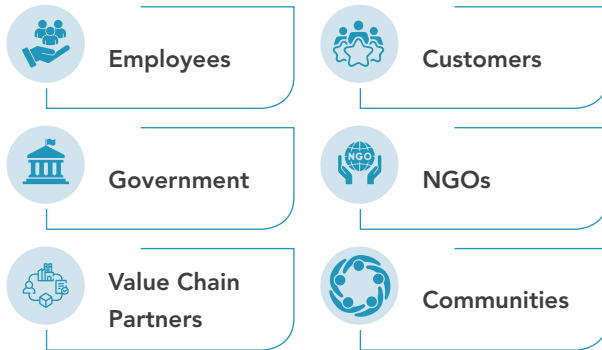 Employees
Customers
Government
NGO
NGOs
Value Chain
Partners
Communities